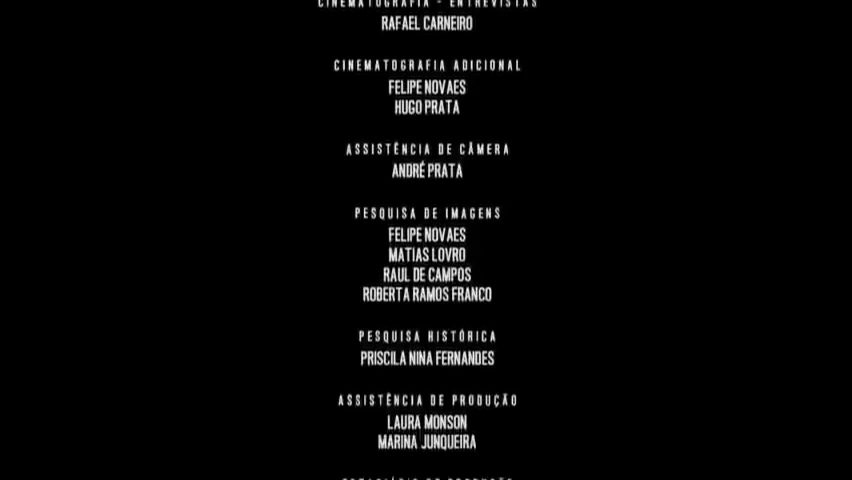 CINEMATOGRAFIA - ENTREVISTAS
RAFAEL CARNEIRO
CINEMATOGRAFIA ADICIONAL
FELIPE NOVAES
HUGO PRATA
ASSISTÊNCIA DE CÂMERA
ANDRÉ PRATA
PESQUISA DE IMAGENS
FELIPE NOVAES
MATIAS LOVRO
RAUL DE CAMPOS
ROBERTA RAMOS FRANCO
PESQUISA HISTÓRICA
PRISCILA NINA FERNANDES
ASSISTÊNCIA DE PRODUÇÃO
LAURA MONSON
MARINA JUNQUEIRA